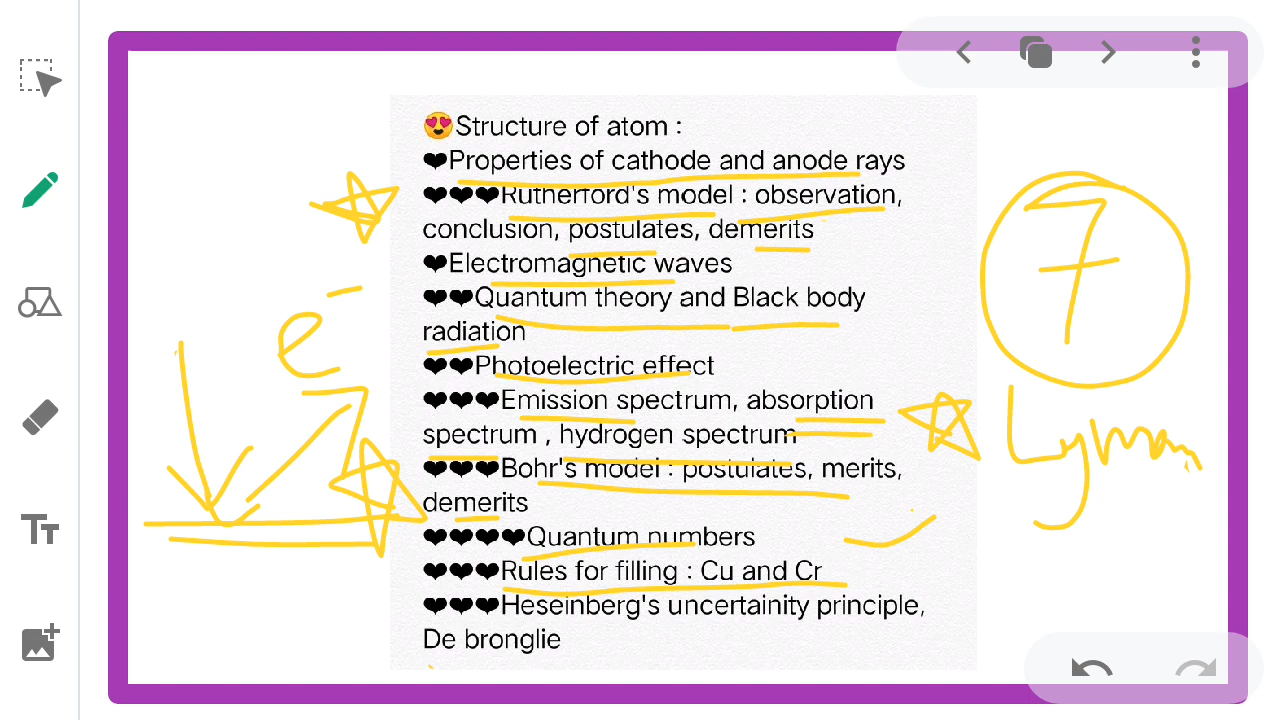 😍Structure of atom :
❤Properties of cathode and anode rays
❤❤❤Rutherford's model : observation,
conclusion, postulates, demerits
❤Electromagnetic waves
❤❤Quantum theory and Black body
radiation
❤❤Photoelectric effect
❤❤❤Emission spectrum, absorption
spectrum , hydrogen spectrum
❤❤❤Bohr's model : postulates, merits,
demerits
❤❤❤❤Quantum numbers
❤❤❤Rules for filling : Cu and Cr
❤❤❤Heseinberg's uncertainity principle,
De bronglie
7
Lyman
e⁻
TT